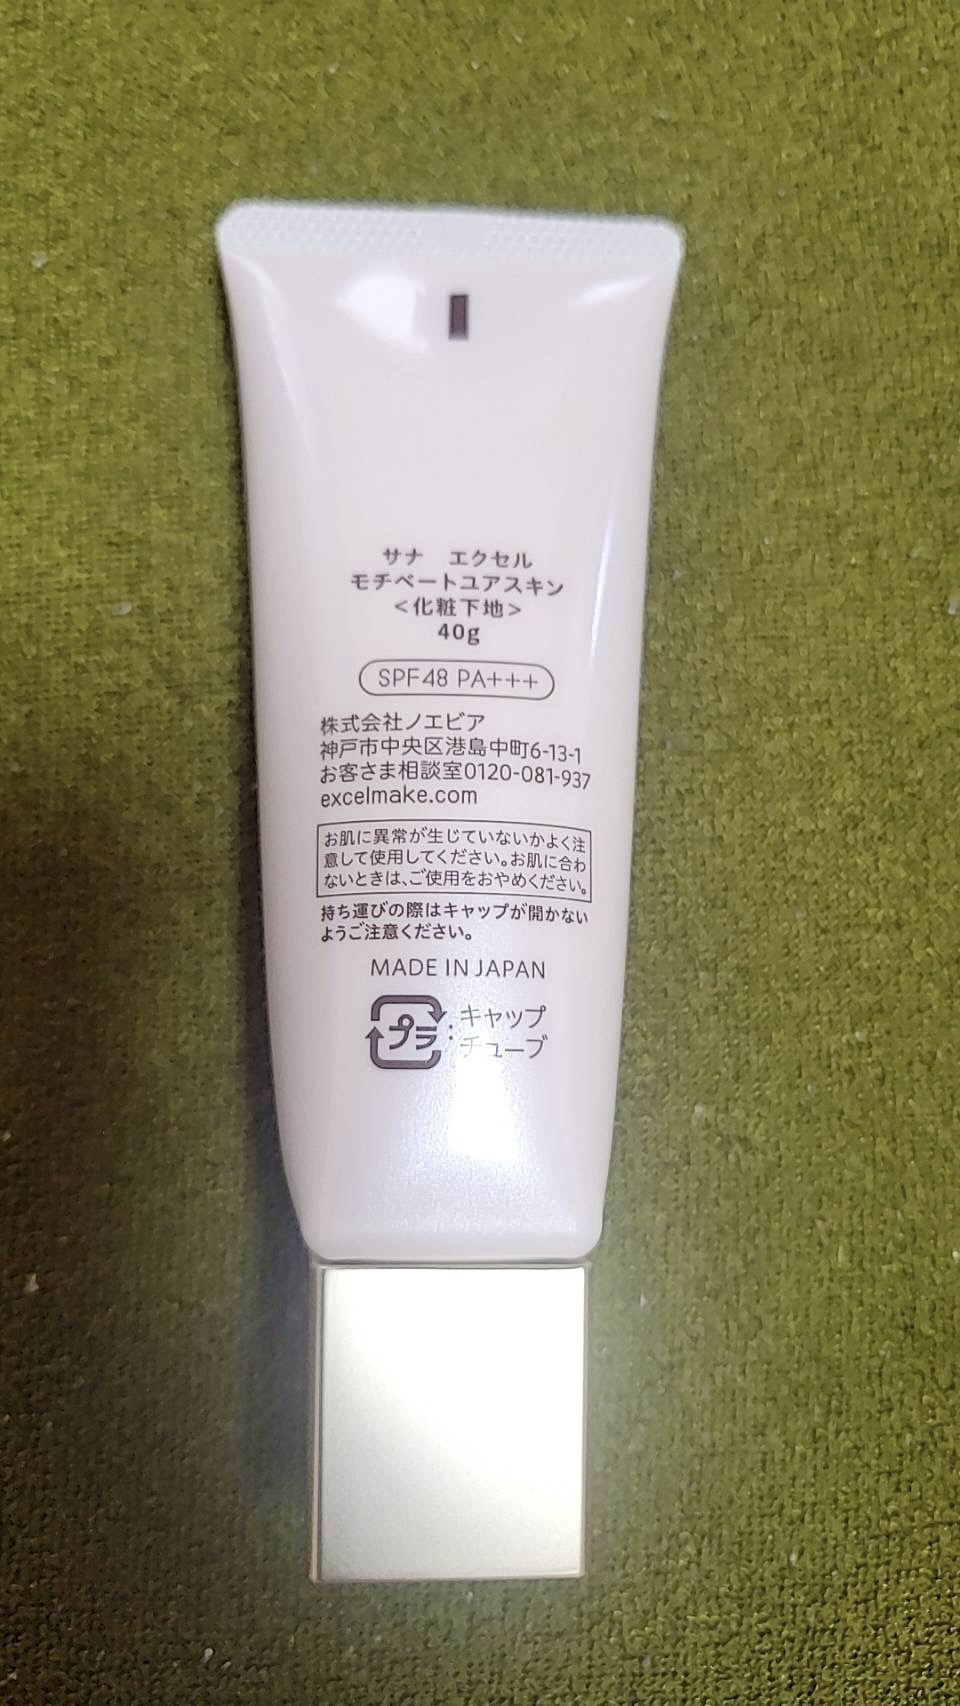 サナ エクセル
モチベートユアスキン
<化粧下地>
40g
SPF48 PA+++
株式会社ノエビア
神戸市中央区港島中町6-13-1
お客さま相談室0120-081-937
excelmake.com
お肌に異常が生じていないかよく注
意して使用してください。お肌に合わ
ないときは、ご使用をおやめください。
持ち運びの際はキャップが開かない
ようご注意ください。
MADE IN JAPAN
プラ : キャップ
チューブ